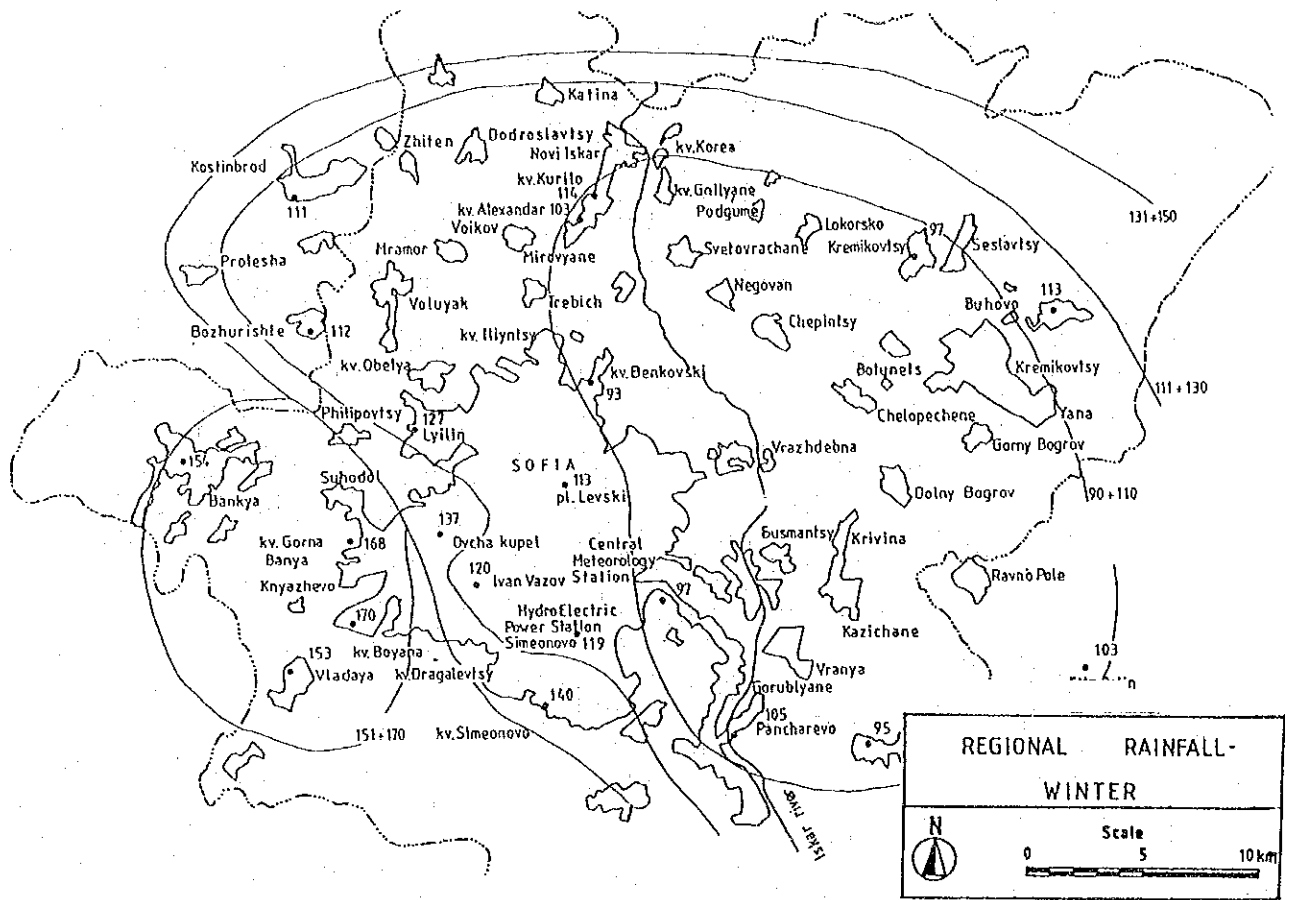 Katina
Zhiten
Dodroslavtsy
Novi Iskar
kv.Korea
Kostinbrod
kv.Kurilo
114
kv.Gnilyane
111
kv. Alexandar 103
Voikov
Podgume
131+150
Lokorsko
97
Mramor
Mirovyane
Svetovrachane
Kremikovtsy
Seslavtsy
Protesha
Voluyak
Trebich
Negovan
Buhovo
113
Bozhurishte
112
kv. Iliyntsy
Chepintsy
kv.Obelya
kv.Benkovski
93
Botunets
Kremikovtsy
111+130
Philipovtsy
127
Lyilin
Chelopechene
Yana
Vrazhdebna
Gorny Bogrov
154
SOFIA
113
pl. Levski
Bankya
Suhodol
Dolny Bogrov
90+110
137
Ovcha kupel
kv. Gorna
Banya
168
Central
Meteorology
Station
Busmantsy
Krivina
Knyazhevo
120
Ivan Vazov
97
Ravno Pole
170
HydroElectric
Power Station
Simeonovo
119
Kazichane
kv. Boyana
153
Vladaya
kv.Dragalevtsy
Vranya
103
Gorublyane
140
105
Pancharevo
95
151+170
kv.Simeonovo
Iskar river
REGIONAL RAINFALL-
WINTER
N
Scale
0 5 10 km